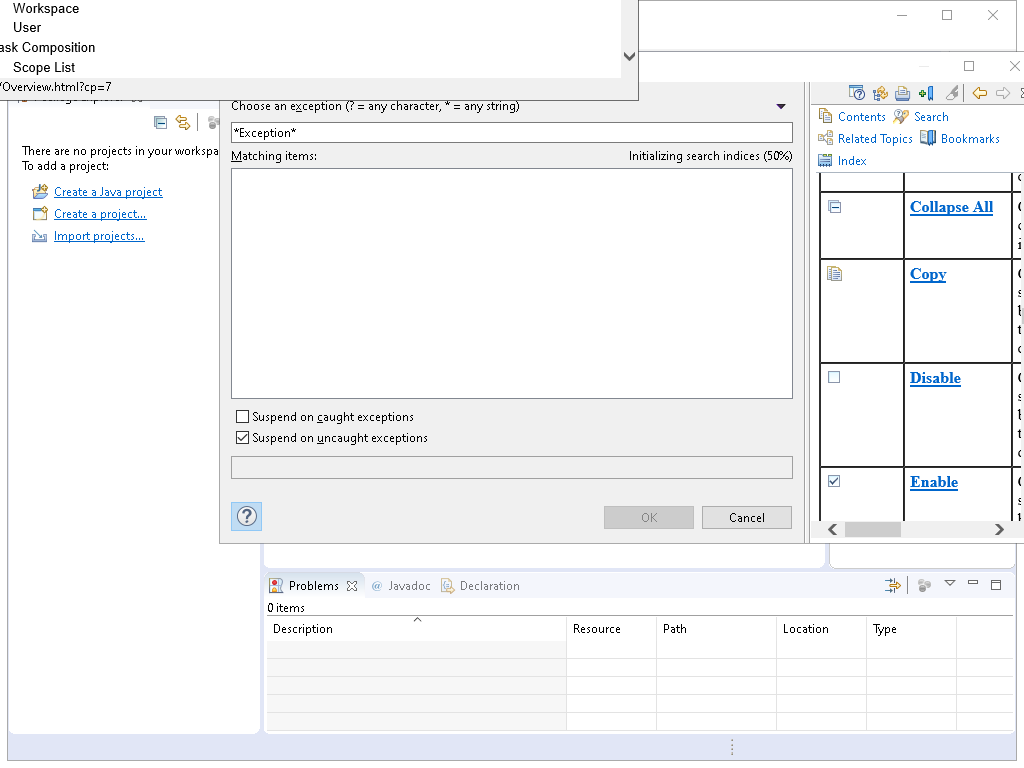 Workspace
User
ask Composition
Scope List
/Overview.html?cp=7
Choose an exception (? = any character, * = any string)
*Exception*
Matching items:
Initializing search indices (50%)
There are no projects in your workspa
To add a project:
Create a Java project
Create a project...
Import projects...
Suspend on caught exceptions
Suspend on uncaught exceptions
OK
Cancel
Contents
Search
Related Topics
Bookmarks
Index
Collapse All
Copy
Disable
Enable
Problems
@ Javadoc
Declaration
0 items
Description
Resource
Path
Location
Type